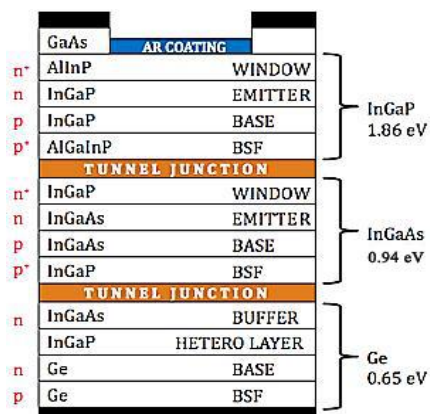 GaAs AR COATING
n⁺ AlInP WINDOW
n InGaP EMITTER
p InGaP BASE
p⁺ AlGaInP BSF
InGaP
1.86 eV
TUNNEL JUNCTION
n⁺ InGaP WINDOW
n InGaAs EMITTER
p InGaAs BASE
p⁺ InGaP BSF
InGaAs
0.94 eV
TUNNEL JUNCTION
n InGaAs BUFFER
InGaP HETERO LAYER
n Ge BASE
p Ge BSF
Ge
0.65 eV